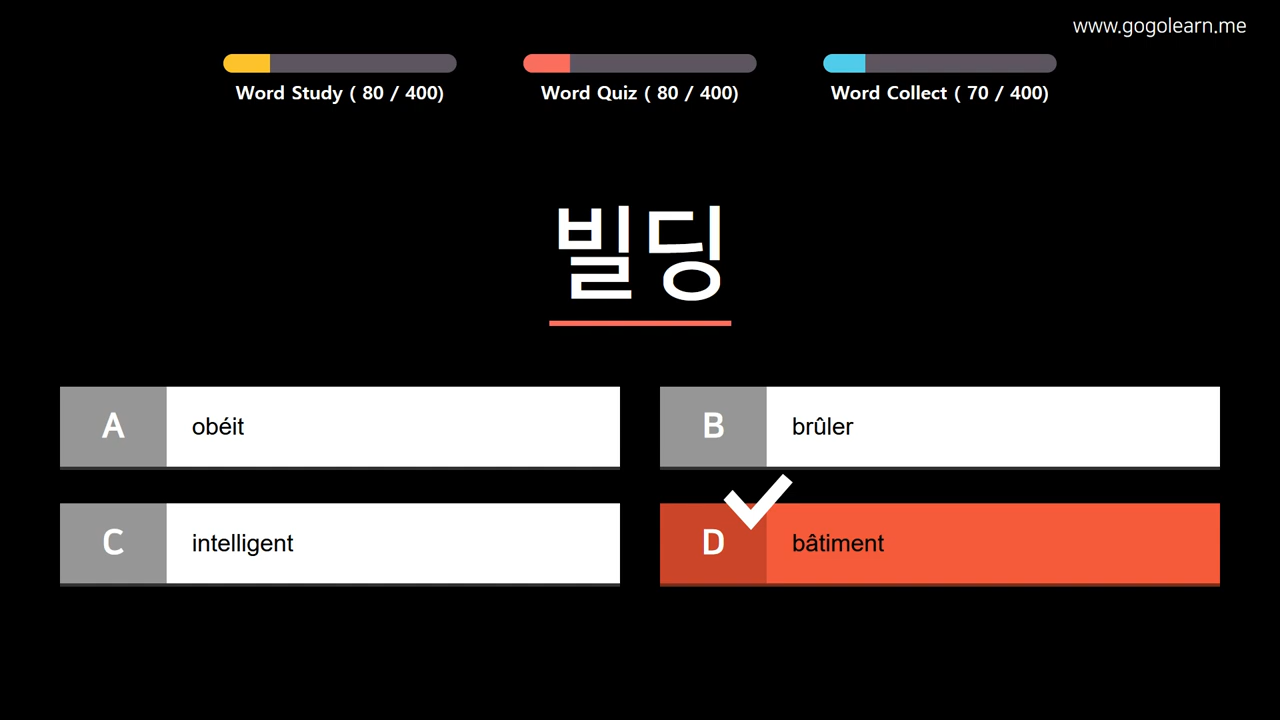 www.gogolearn.me
Word Study ( 80 / 400)
Word Quiz ( 80 / 400)
Word Collect ( 70 / 400)
빌딩
A obéit
B brûler
C intelligent
D bâtiment